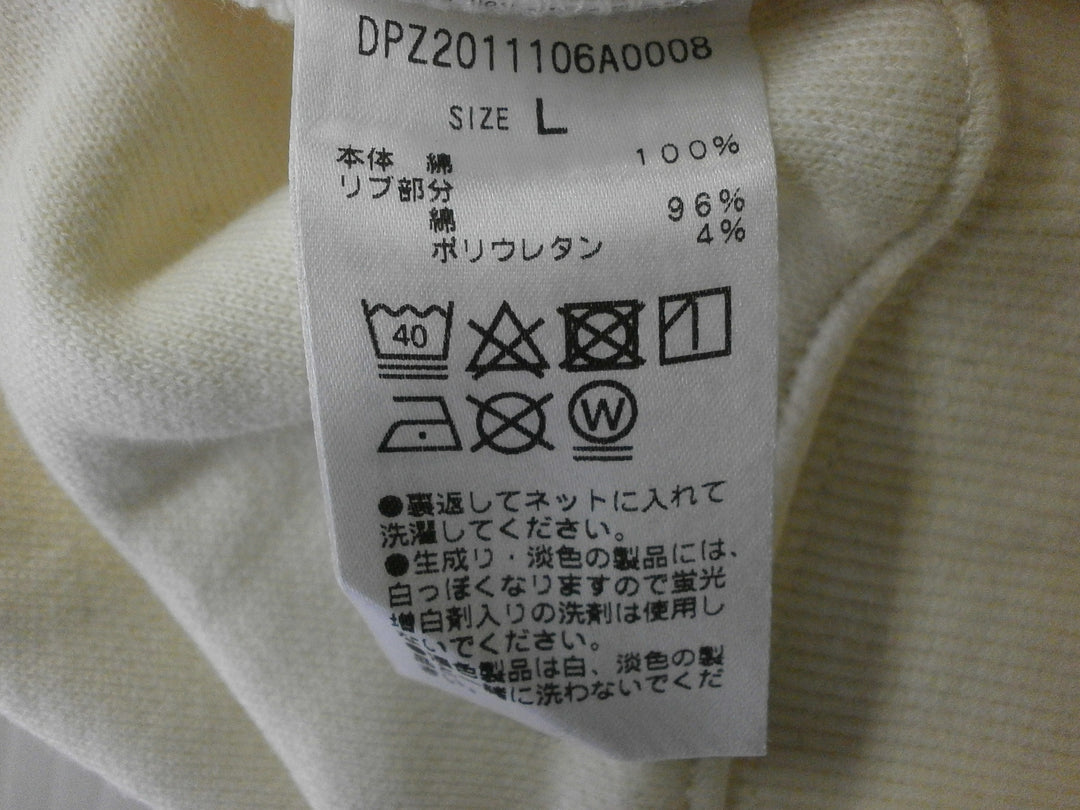 DPZ2011106A0008
SIZE L
本体 綿 100%
リブ部分
綿 96%
ポリウレタン 4%
40
W
●裏返してネットに入れて
洗濯してください。
●生成り・淡色の製品には、
白っぽくなりますので蛍光
増白剤入りの洗剤は使用し
いでください。
色製品は白、淡色の製
に洗わないでくだ